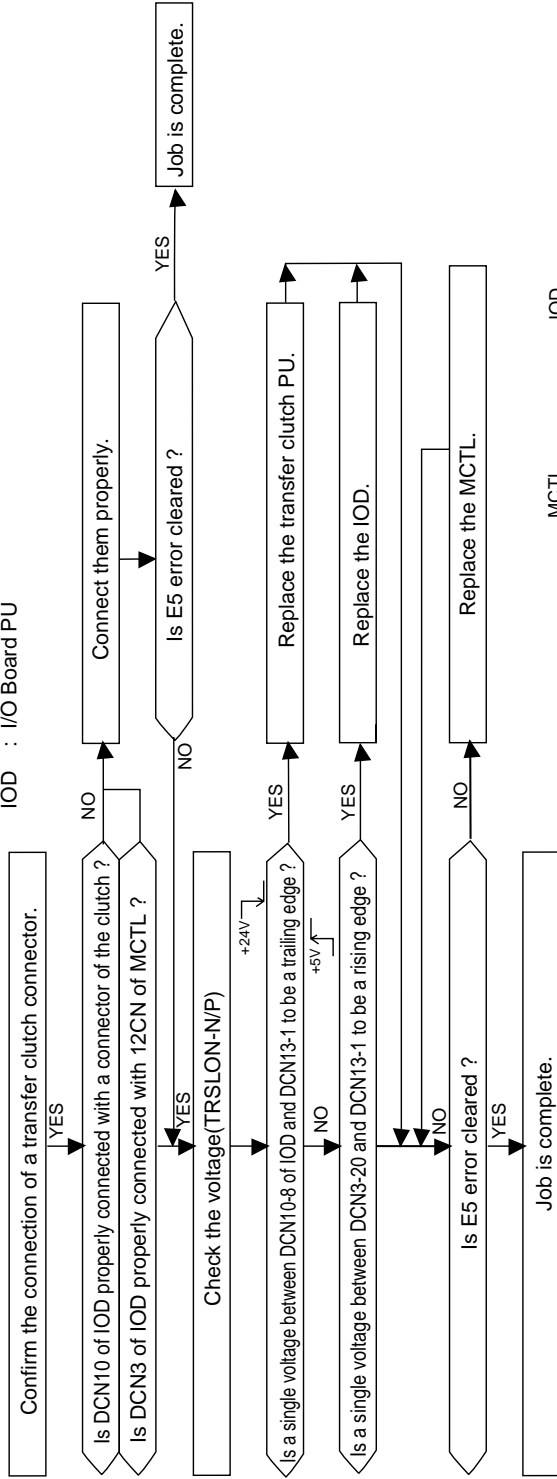 IOD : I/O Board PU
Confirm the connection of a transfer clutch connector.
YES
Is DCN10 of IOD properly connected with a connector of the clutch ?
NO
Connect them properly.
Is DCN3 of IOD properly connected with 12CN of MCTL ?
Is E5 error cleared ?
YES
Job is complete.
NO
YES
Check the voltage(TRSLON-N/P)
+24V
Is a single voltage between DCN10-8 of IOD and DCN13-1 to be a trailing edge ?
YES
Replace the transfer clutch PU.
NO
+5V
Is a single voltage between DCN3-20 and DCN13-1 to be a rising edge ?
YES
Replace the IOD.
NO
Is E5 error cleared ?
NO
Replace the MCTL.
YES
Job is complete.
MCTL
IOD